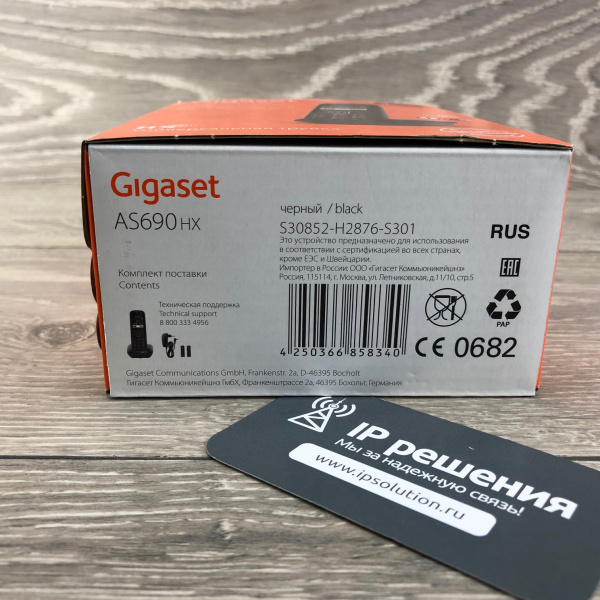 Gigaset
AS690 HX
черный / black
S30852-H2876-S301
Это устройство предназначено для использования
в соответствии с сертификацией во всех странах,
кроме ЕЭС и Швейцарии.
Импортер в России: ООО «Гигасет Коммьюникейшнз»
Россия, 115114, г. Москва, ул. Летниковская, д.11/10, стр.5
RUS
EAC
Комплект поставки
Contents
Техническая поддержка
Technical support
8 800 333 4956
4 250366 858340
PAP
CE 0682
Gigaset Communications GmbH, Frankenstr. 2a, D-46395 Bocholt
Гигасет Коммьюникейшнз ГмбХ, Франкенштрассе 2a, 46395 Бохольт, Германия
IP решения
Мы за надежную связь!
www.ipsolution.ru